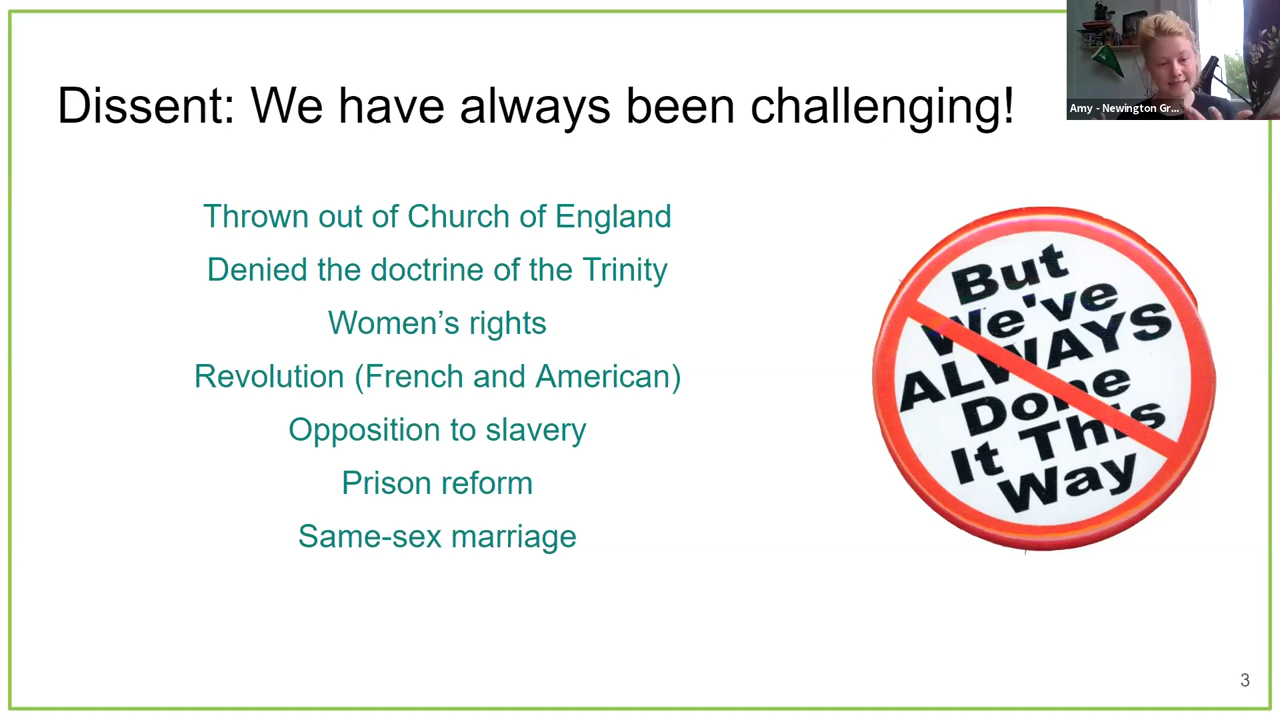 Dissent: We have always been challenging!
Amy - Newington Gr...
Thrown out of Church of England
Denied the doctrine of the Trinity
Women’s rights
Revolution (French and American)
Opposition to slavery
Prison reform
Same-sex marriage
But
We've
ALWAYS
Done
It This
Way
3